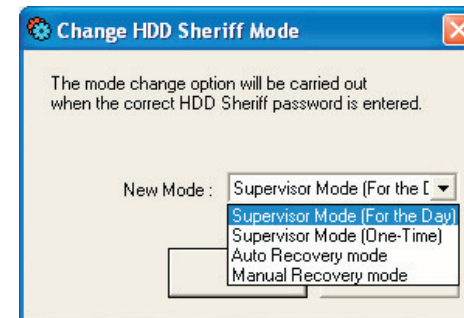 Change HDD Sheriff Mode
The mode change option will be carried out
when the correct HDD Sheriff password is entered.
New Mode : Supervisor Mode (For the D
Supervisor Mode (For the Day)
Supervisor Mode (One-Time)
Auto Recovery mode
Manual Recovery mode